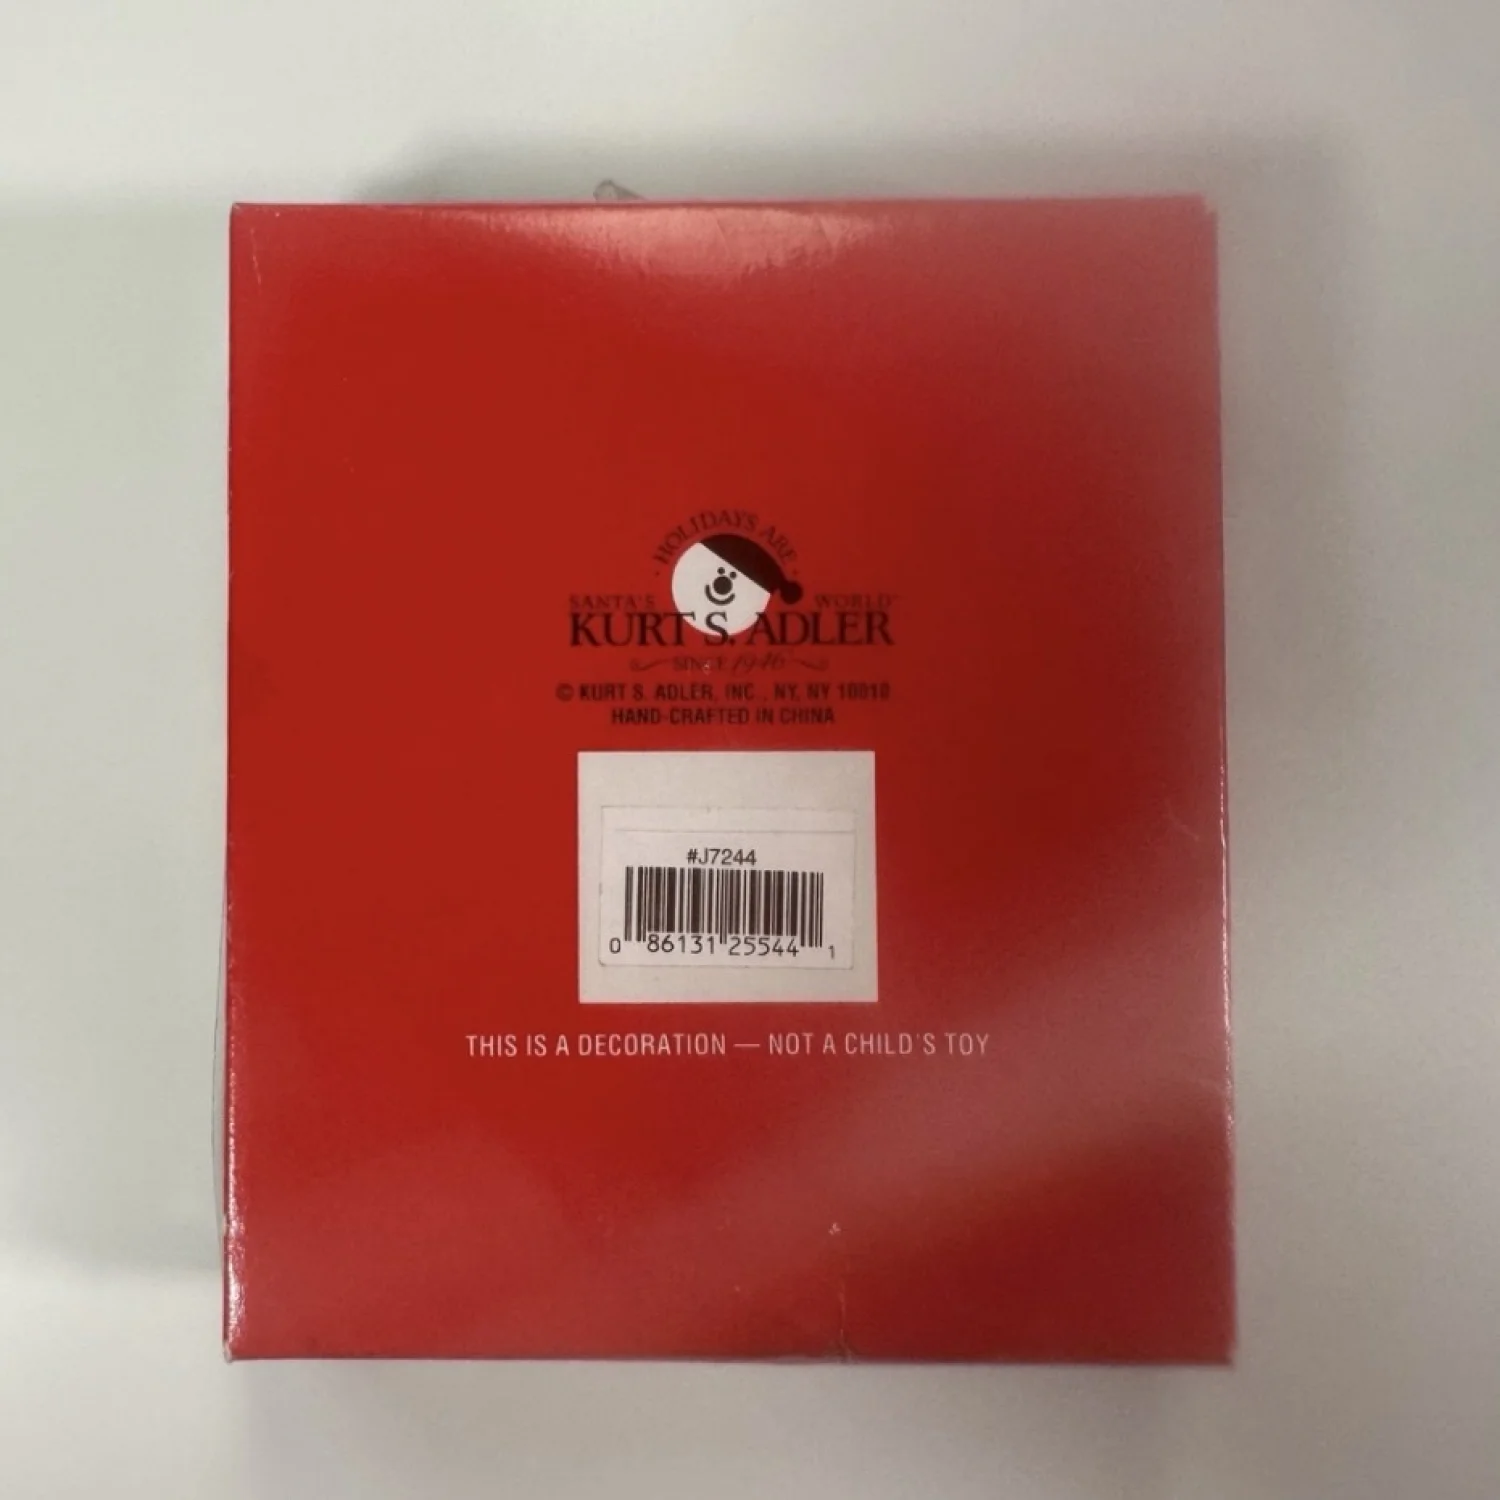 · HOLIDAYS ARE ·
SANTA'S WORLD™
KURT S. ADLER
SINCE 1946
© KURT S. ADLER, INC., NY, NY 10010
HAND-CRAFTED IN CHINA
#J7244
0 86131 25544 1
THIS IS A DECORATION — NOT A CHILD'S TOY